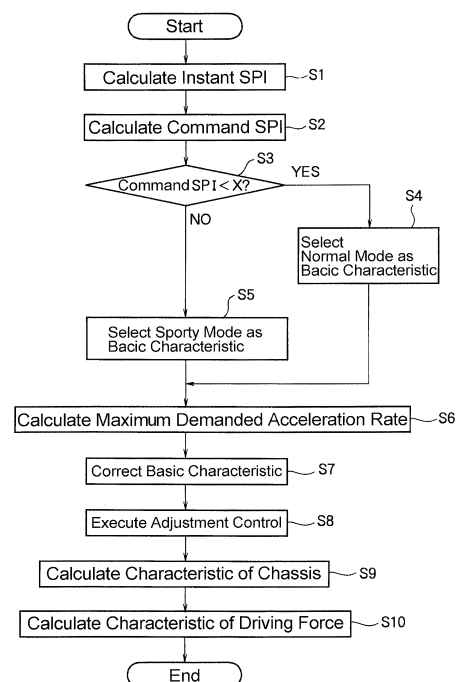 Start
Calculate Instant SPI
S1
Calculate Command SPI
S2
S3
Command SPI < X?
YES
NO
S4
Select
Normal Mode as
Bacic Characteristic
S5
Select Sporty Mode as
Bacic Characteristic
Calculate Maximum Demanded Acceleration Rate
S6
Correct Basic Characteristic
S7
Execute Adjustment Control
S8
Calculate Characteristic of Chassis
S9
Calculate Characteristic of Driving Force
S10
End